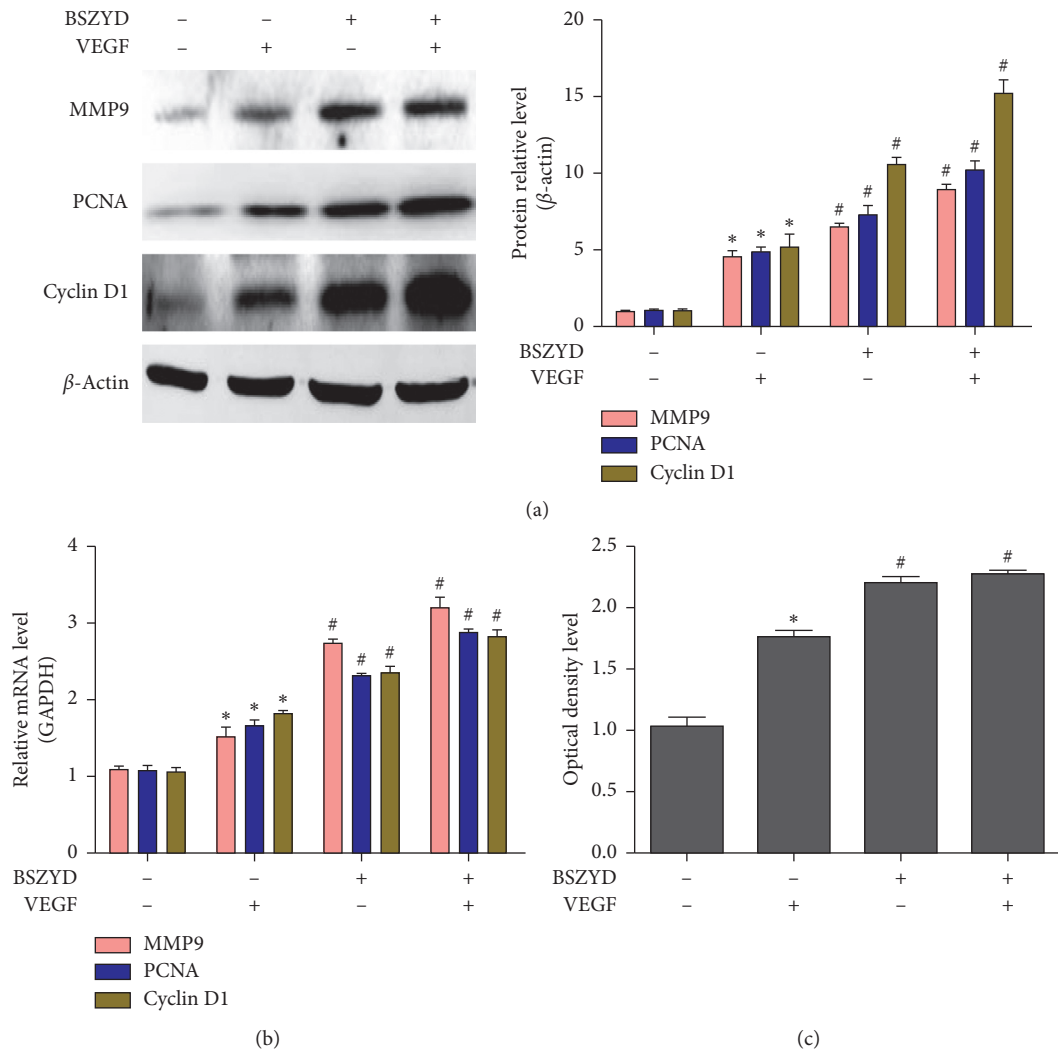 BSZYD – – + +
VEGF – + – +
MMP9
PCNA
Cyclin D1
β-Actin
Protein relative level
(β-actin)
20
15
10
5
0
* * *
# # #
# # #
BSZYD – – + +
VEGF – + – +
MMP9
PCNA
Cyclin D1
(a)
Relative mRNA level
(GAPDH)
4
3
2
1
0
* * *
# # #
# # #
BSZYD – – + +
VEGF – + – +
MMP9
PCNA
Cyclin D1
(b)
Optical density level
2.5
2.0
1.5
1.0
0.5
0.0
* # #
BSZYD – – + +
VEGF – + – +
(c)